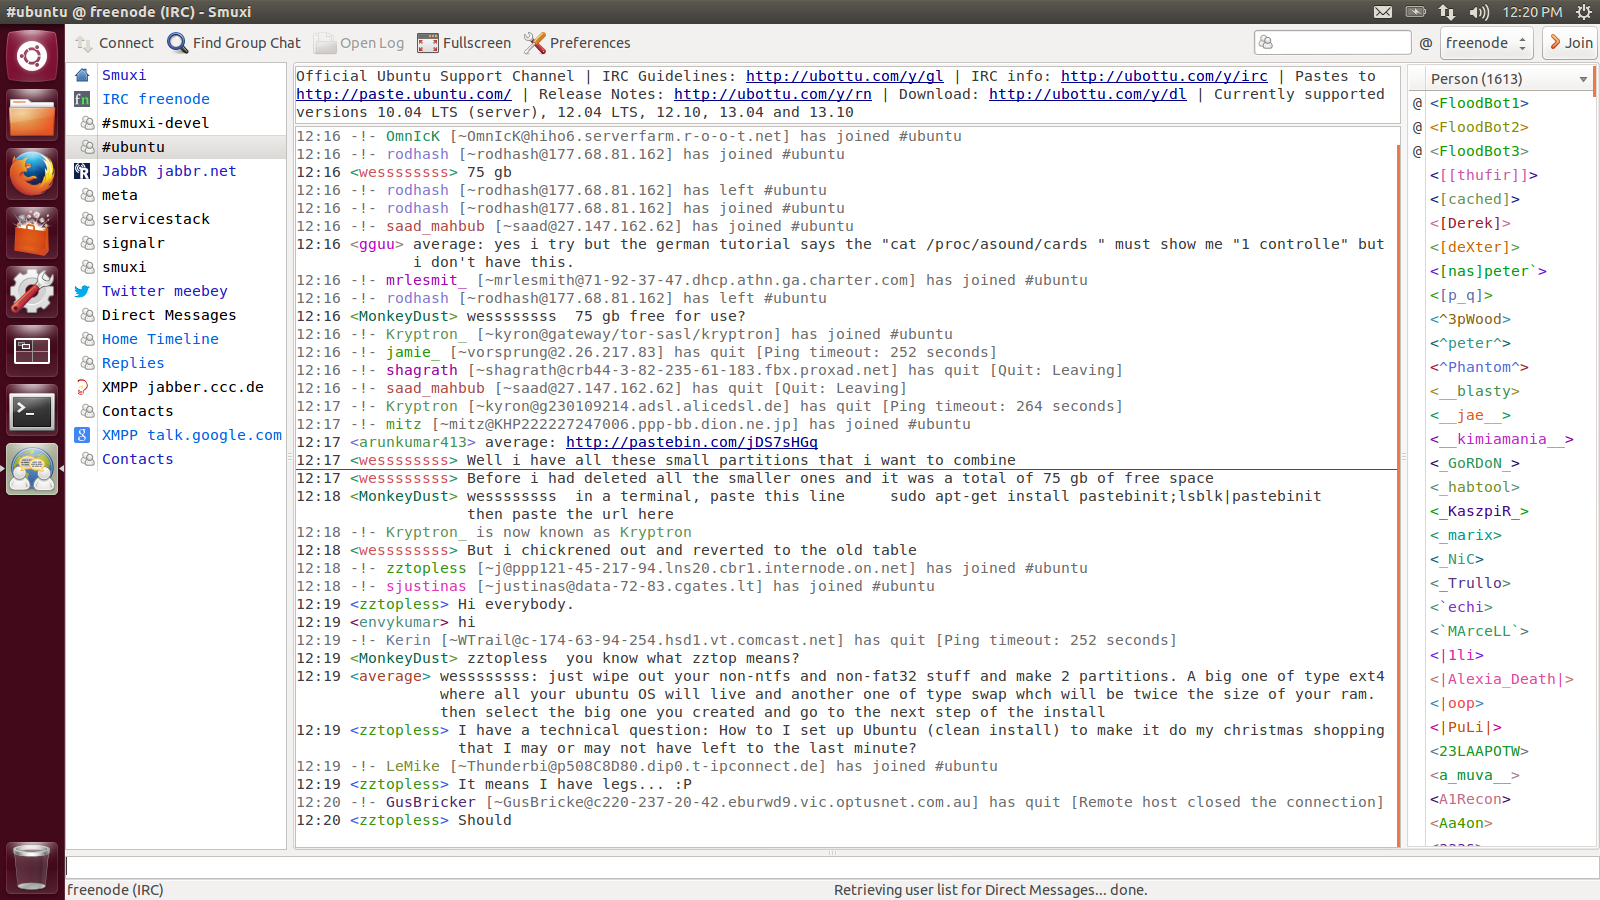 #ubuntu @ freenode (IRC) - Smuxi
12:20 PM
Connect
Find Group Chat
Open Log
Fullscreen
Preferences
@
freenode
Join
Smuxi
IRC freenode
#smuxi-devel
#ubuntu
JabbR jabbr.net
meta
servicestack
signalr
smuxi
Twitter meebey
Direct Messages
Home Timeline
Replies
XMPP jabber.ccc.de
Contacts
XMPP talk.google.com
Contacts
Official Ubuntu Support Channel | IRC Guidelines: http://ubottu.com/y/gl | IRC info: http://ubottu.com/y/irc | Pastes to
http://paste.ubuntu.com/ | Release Notes: http://ubottu.com/y/rn | Download: http://ubottu.com/y/dl | Currently supported
versions 10.04 LTS (server), 12.04 LTS, 12.10, 13.04 and 13.10
12:16 -!- OmnIcK [~OmnIcK@hiho6.serverfarm.r-o-o-t.net] has joined #ubuntu
12:16 -!- rodhash [~rodhash@177.68.81.162] has joined #ubuntu
12:16 <wessssssss> 75 gb
12:16 -!- rodhash [~rodhash@177.68.81.162] has left #ubuntu
12:16 -!- rodhash [~rodhash@177.68.81.162] has joined #ubuntu
12:16 -!- saad_mahbub [~saad@27.147.162.62] has joined #ubuntu
12:16 <gguu> average: yes i try but the german tutorial says the "cat /proc/asound/cards " must show me "1 controlle" but
i don't have this.
12:16 -!- mrlesmit_ [~mrlesmith@71-92-37-47.dhcp.athn.ga.charter.com] has joined #ubuntu
12:16 -!- rodhash [~rodhash@177.68.81.162] has left #ubuntu
12:16 <MonkeyDust> wessssssss  75 gb free for use?
12:16 -!- Kryptron_ [~kyron@gateway/tor-sasl/kryptron] has joined #ubuntu
12:16 -!- jamie_ [~vorsprung@2.26.217.83] has quit [Ping timeout: 252 seconds]
12:16 -!- shagrath [~shagrath@crb44-3-82-235-61-183.fbx.proxad.net] has quit [Quit: Leaving]
12:16 -!- saad_mahbub [~saad@27.147.162.62] has quit [Quit: Leaving]
12:17 -!- Kryptron [~kyron@g230109214.adsl.alicedsl.de] has quit [Ping timeout: 264 seconds]
12:17 -!- mitz [~mitz@KHP222227247006.ppp-bb.dion.ne.jp] has joined #ubuntu
12:17 <arunkumar413> average: http://pastebin.com/jDS7sHGq
12:17 <wessssssss> Well i have all these small partitions that i want to combine
12:17 <wessssssss> Before i had deleted all the smaller ones and it was a total of 75 gb of free space
12:18 <MonkeyDust> wessssssss  in a terminal, paste this line     sudo apt-get install pastebinit;lsblk|pastebinit
then paste the url here
12:18 -!- Kryptron_ is now known as Kryptron
12:18 <wessssssss> But i chickrened out and reverted to the old table
12:18 -!- zztopless [~j@ppp121-45-217-94.lns20.cbr1.internode.on.net] has joined #ubuntu
12:18 -!- sjustinas [~justinas@data-72-83.cgates.lt] has joined #ubuntu
12:19 <zztopless> Hi everybody.
12:19 <envykumar> hi
12:19 -!- Kerin [~WTrail@c-174-63-94-254.hsd1.vt.comcast.net] has quit [Ping timeout: 252 seconds]
12:19 <MonkeyDust> zztopless  you know what zztop means?
12:19 <average> wessssssss: just wipe out your non-ntfs and non-fat32 stuff and make 2 partitions. A big one of type ext4
where all your ubuntu OS will live and another one of type swap whch will be twice the size of your ram.
then select the big one you created and go to the next step of the install
12:19 <zztopless> I have a technical question: How to I set up Ubuntu (clean install) to make it do my christmas shopping
that I may or may not have left to the last minute?
12:19 -!- LeMike [~Thunderbi@p508C8D80.dip0.t-ipconnect.de] has joined #ubuntu
12:19 <zztopless> It means I have legs... :P
12:20 -!- GusBricker [~GusBricke@c220-237-20-42.eburwd9.vic.optusnet.com.au] has quit [Remote host closed the connection]
12:20 <zztopless> Should
Person (1613)
@ <FloodBot1>
@ <FloodBot2>
@ <FloodBot3>
<[[thufir]]>
<[cached]>
<[Derek]>
<[deXter]>
<[nas]peter`>
<[p_q]>
<^3pWood>
<^peter^>
<^Phantom^>
<__blasty>
<__jae__>
<__kimiamania__>
<_GoRDoN_>
<_habtool>
<_KaszpiR_>
<_marix>
<_NiC>
<_Trullo>
<`echi>
<`MArceLL`>
<|1li>
<|Alexia_Death|>
<|oop>
<|PuLi|>
<23LAAPOTW>
<a_muva__>
<A1Recon>
<Aa4on>
freenode (IRC)
Retrieving user list for Direct Messages... done.